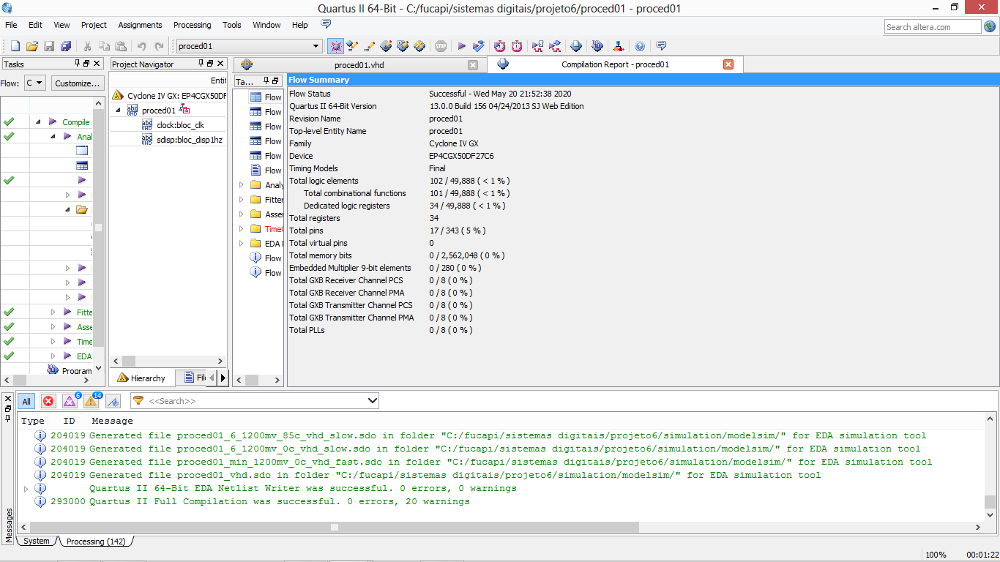 Quartus II 64-Bit - C:/fucapi/sistemas digitais/projeto6/proced01 - proced01
File Edit View Project Assignments Processing Tools Window Help
Search altera.com
proced01
STOP
Tasks
Flow: C Customize...
Compile
Anal
Fitte
Asse
Time
EDA
Program
Project Navigator
Entit
Cyclone IV GX: EP4CGX50DF
proced01
clock:bloc_clk
sdisp:bloc_disp1hz
Hierarchy
Fil
proced01.vhd
Compilation Report - proced01
Ta...
Flow
Flow
Flow
Flow
Flow
Flow
Analy
Fitter
Asse
TimeQ
EDA
Flow
Flow
Flow Summary
Flow Status Successful - Wed May 20 21:52:38 2020
Quartus II 64-Bit Version 13.0.0 Build 156 04/24/2013 SJ Web Edition
Revision Name proced01
Top-level Entity Name proced01
Family Cyclone IV GX
Device EP4CGX50DF27C6
Timing Models Final
Total logic elements 102 / 49,888 ( < 1 % )
Total combinational functions 101 / 49,888 ( < 1 % )
Dedicated logic registers 34 / 49,888 ( < 1 % )
Total registers 34
Total pins 17 / 343 ( 5 % )
Total virtual pins 0
Total memory bits 0 / 2,562,048 ( 0 % )
Embedded Multiplier 9-bit elements 0 / 280 ( 0 % )
Total GXB Receiver Channel PCS 0 / 8 ( 0 % )
Total GXB Receiver Channel PMA 0 / 8 ( 0 % )
Total GXB Transmitter Channel PCS 0 / 8 ( 0 % )
Total GXB Transmitter Channel PMA 0 / 8 ( 0 % )
Total PLLs 0 / 8 ( 0 % )
All 6 14 <<Search>>
Type ID Message
204019 Generated file proced01_6_1200mv_85c_vhd_slow.sdo in folder "C:/fucapi/sistemas digitais/projeto6/simulation/modelsim/" for EDA simulation tool
204019 Generated file proced01_6_1200mv_0c_vhd_slow.sdo in folder "C:/fucapi/sistemas digitais/projeto6/simulation/modelsim/" for EDA simulation tool
204019 Generated file proced01_min_1200mv_0c_vhd_fast.sdo in folder "C:/fucapi/sistemas digitais/projeto6/simulation/modelsim/" for EDA simulation tool
204019 Generated file proced01_vhd.sdo in folder "C:/fucapi/sistemas digitais/projeto6/simulation/modelsim/" for EDA simulation tool
Quartus II 64-Bit EDA Netlist Writer was successful. 0 errors, 0 warnings
293000 Quartus II Full Compilation was successful. 0 errors, 20 warnings
Messages
System Processing (142)
100% 00:01:22